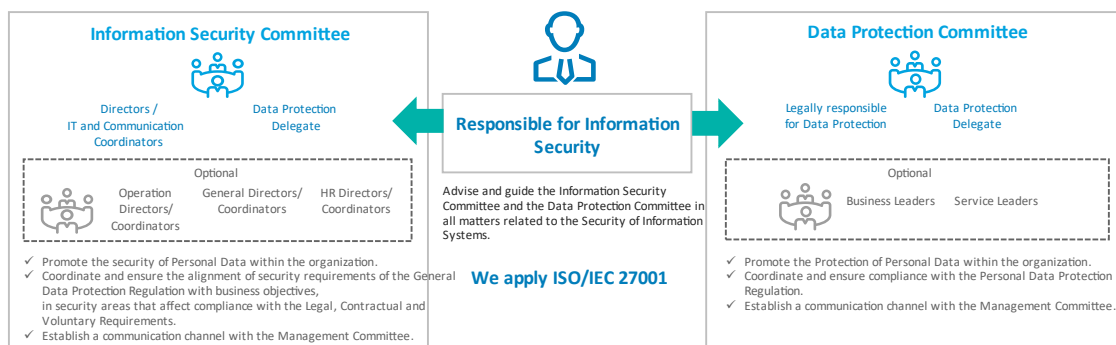 Information Security Committee
Directors /
IT and Communication
Coordinators
Data Protection
Delegate
Optional
Operation
Directors/
Coordinators
General Directors/
Coordinators
HR Directors/
Coordinators
✓ Promote the security of Personal Data within the organization.
✓ Coordinate and ensure the alignment of security requirements of the General
Data Protection Regulation with business objectives,
in security areas that affect compliance with the Legal, Contractual and
Voluntary Requirements.
✓ Establish a communication channel with the Management Committee.
Responsible for Information
Security
Advise and guide the Information Security
Committee and the Data Protection Committee in
all matters related to the Security of Information
Systems.
We apply ISO/IEC 27001
Data Protection Committee
Legally responsible
for Data Protection
Data Protection
Delegate
Optional
Business Leaders
Service Leaders
✓ Promote the Protection of Personal Data within the organization.
✓ Coordinate and ensure compliance with the Personal Data Protection
Regulation.
✓ Establish a communication channel with the Management Committee.